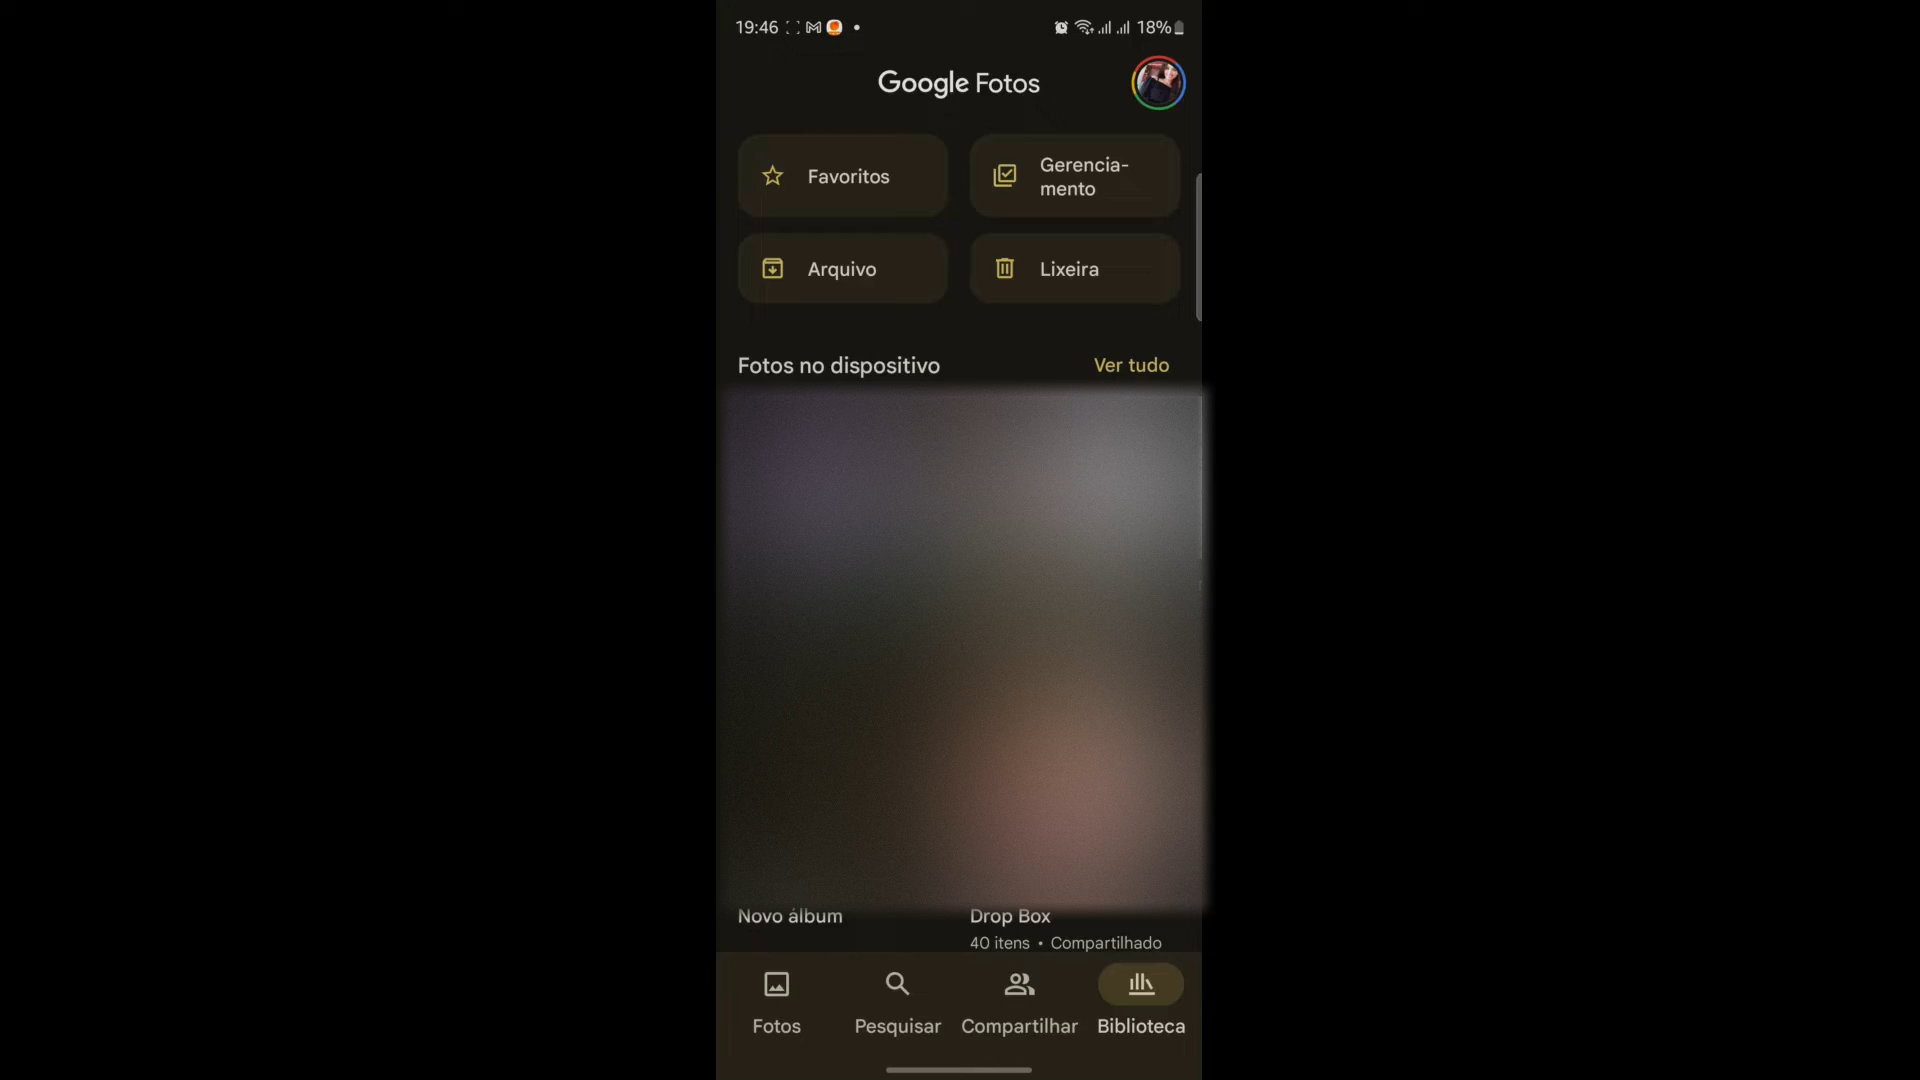 19:46 18%
Google Fotos
Favoritos
Gerencia-
mento
Arquivo
Lixeira
Fotos no dispositivo Ver tudo
Novo álbum Drop Box
40 itens • Compartilhado
Fotos Pesquisar Compartilhar Biblioteca